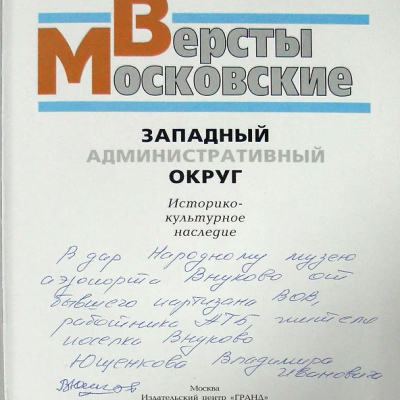 Версты
Московские
ЗАПАДНЫЙ
АДМИНИСТРАТИВНЫЙ
ОКРУГ
Историко-
культурное
наследие
В дар Народному музею
аэропорта Внуково от
бывшего партизана ВОВ,
работника АТБ, жителя
поселка Внуково
Ющенкова Владимира
Ивановича
Москва
Издательский центр «ГРАНД»